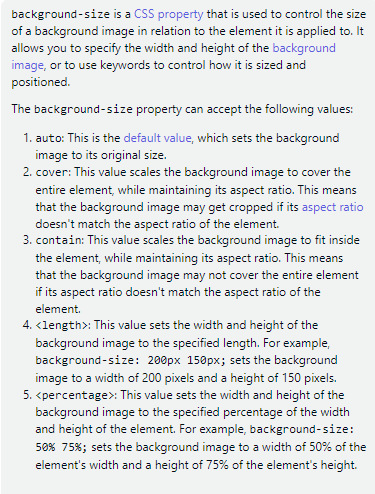 background-size is a CSS property that is used to control the size
of a background image in relation to the element it is applied to. It
allows you to specify the width and height of the background
image, or to use keywords to control how it is sized and
positioned.
The background-size property can accept the following values:
1. auto: This is the default value, which sets the background
image to its original size.
2. cover: This value scales the background image to cover the
entire element, while maintaining its aspect ratio. This means
that the background image may get cropped if its aspect ratio
doesn't match the aspect ratio of the element.
3. contain: This value scales the background image to fit inside
the element, while maintaining its aspect ratio. This means
that the background image may not cover the entire element
if its aspect ratio doesn't match the aspect ratio of the
element.
4. <length>: This value sets the width and height of the
background image to the specified length. For example,
background-size: 200px 150px; sets the background
image to a width of 200 pixels and a height of 150 pixels.
5. <percentage>: This value sets the width and height of the
background image to the specified percentage of the width
and height of the element. For example, background-size:
50% 75%; sets the background image to a width of 50% of the
element's width and a height of 75% of the element's height.